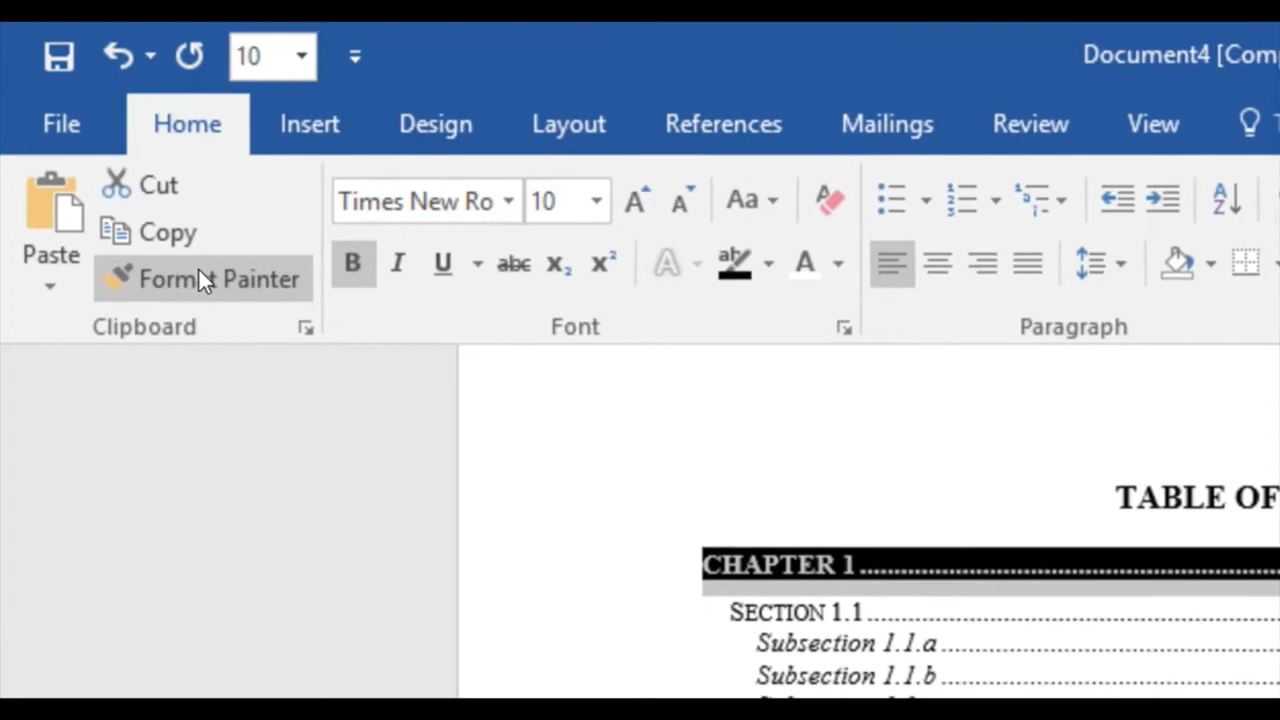 10
Document4 [Com
File Home Insert Design Layout References Mailings Review View
Cut
Copy
Paste
Format Painter
Clipboard
Times New Ro
10
Aa
B I U abc X₂ X²
A
aby
A
A
Z
Font
Paragraph
TABLE OF
CHAPTER 1................................................................
SECTION 1.1................................................................
Subsection 1.1.a................................................................
Subsection 1.1.b................................................................